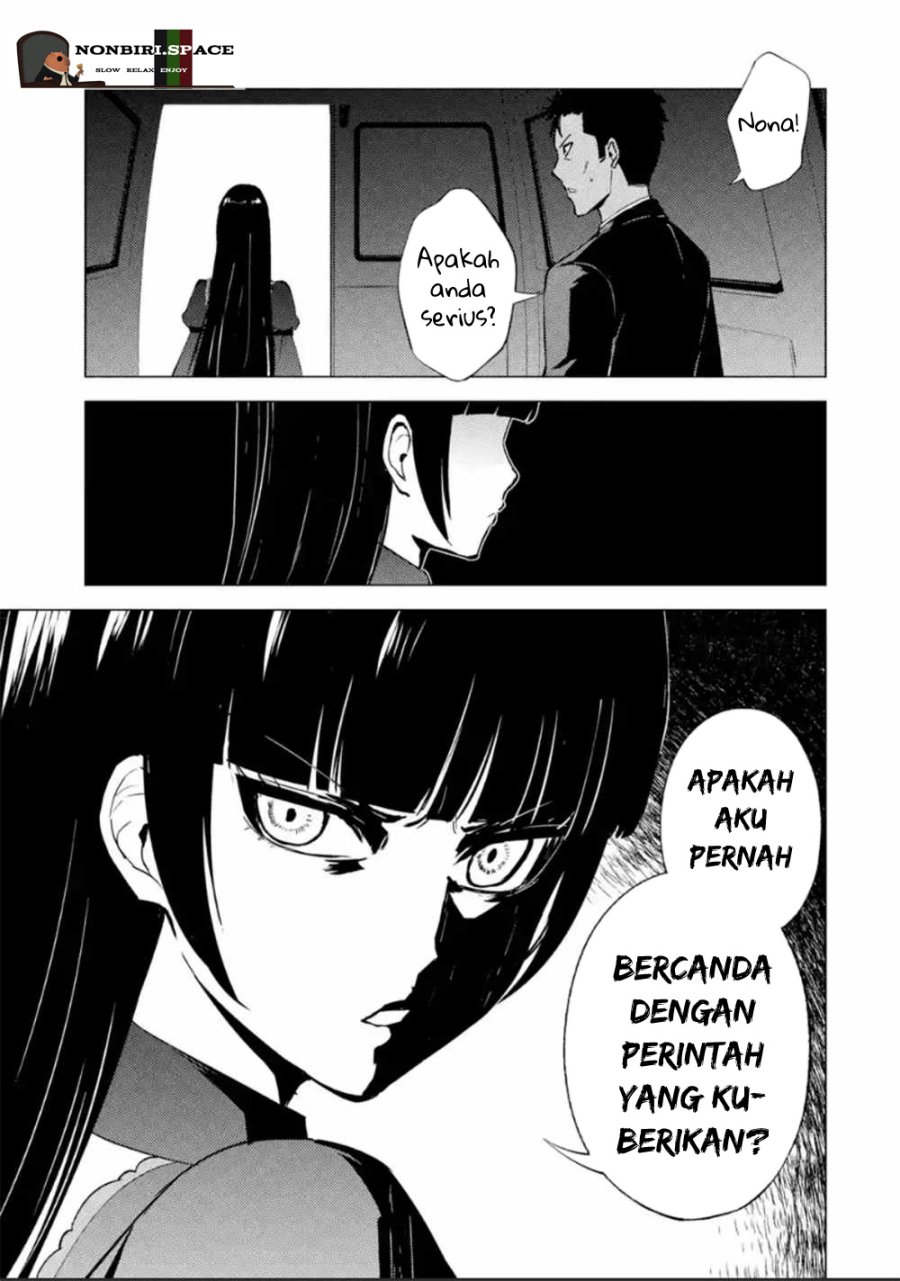 NONBIRI.SPACE
SLOW RELAX ENJOY
Nona!
Apakah
anda
serius?
APAKAH
AKU
PERNAH
BERCANDA
DENGAN
PERINTAH
YANG KU-
BERIKAN?